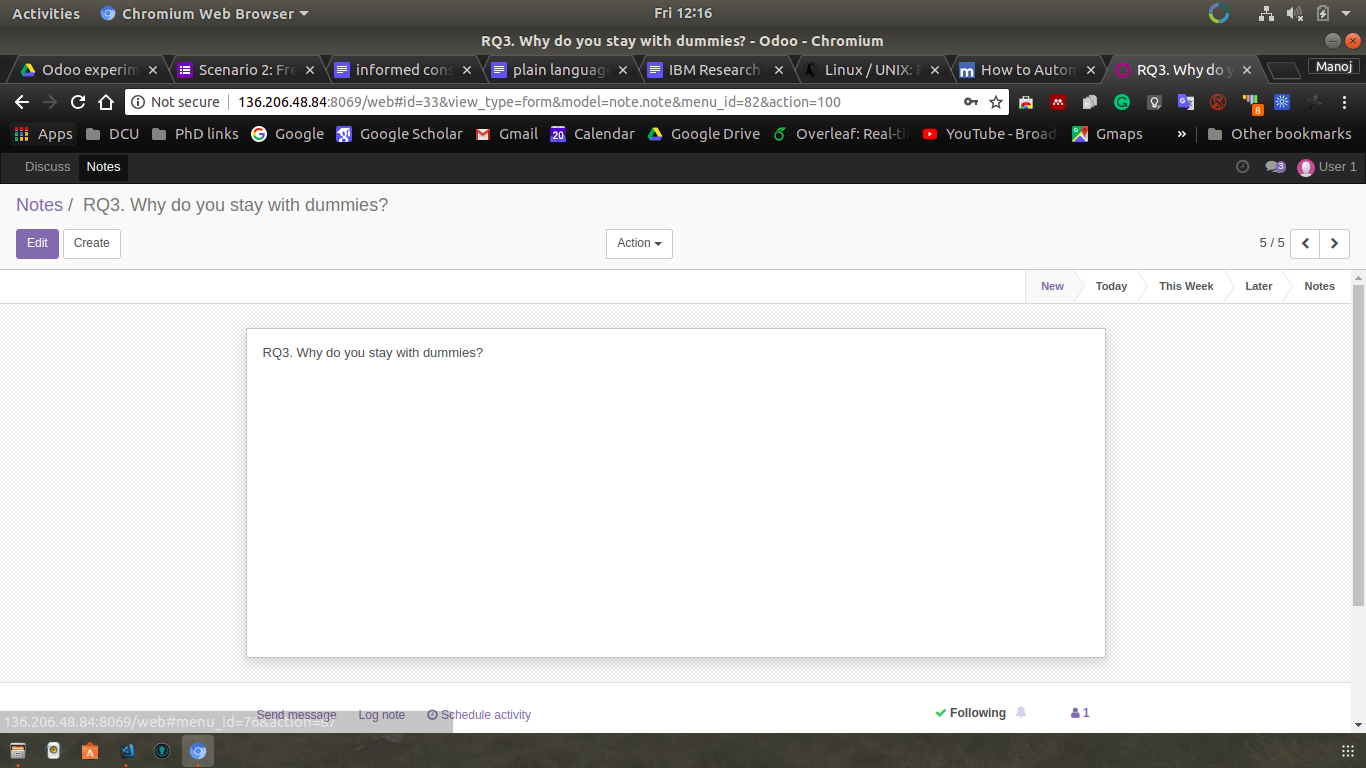 Activities Chromium Web Browser Fri 12:16
RQ3. Why do you stay with dummies? - Odoo - Chromium
Odoo experim Scenario 2: Fre informed cons plain language IBM Research Linux / UNIX: How to Autom RQ3. Why do y Manoj
Not secure 136.206.48.84:8069/web#id=33&view_type=form&model=note.note&menu_id=82&action=100 8
Apps DCU PhD links Google Google Scholar Gmail 20 Calendar Google Drive Overleaf: Real-ti YouTube - Broad Gmaps » Other bookmarks
Discuss Notes 3 User 1
Notes / RQ3. Why do you stay with dummies?
Edit Create Action 5 / 5
New Today This Week Later Notes
RQ3. Why do you stay with dummies?
Send message Log note Schedule activity Following 1
136.206.48.84:8069/web#menu_id=76&action=87